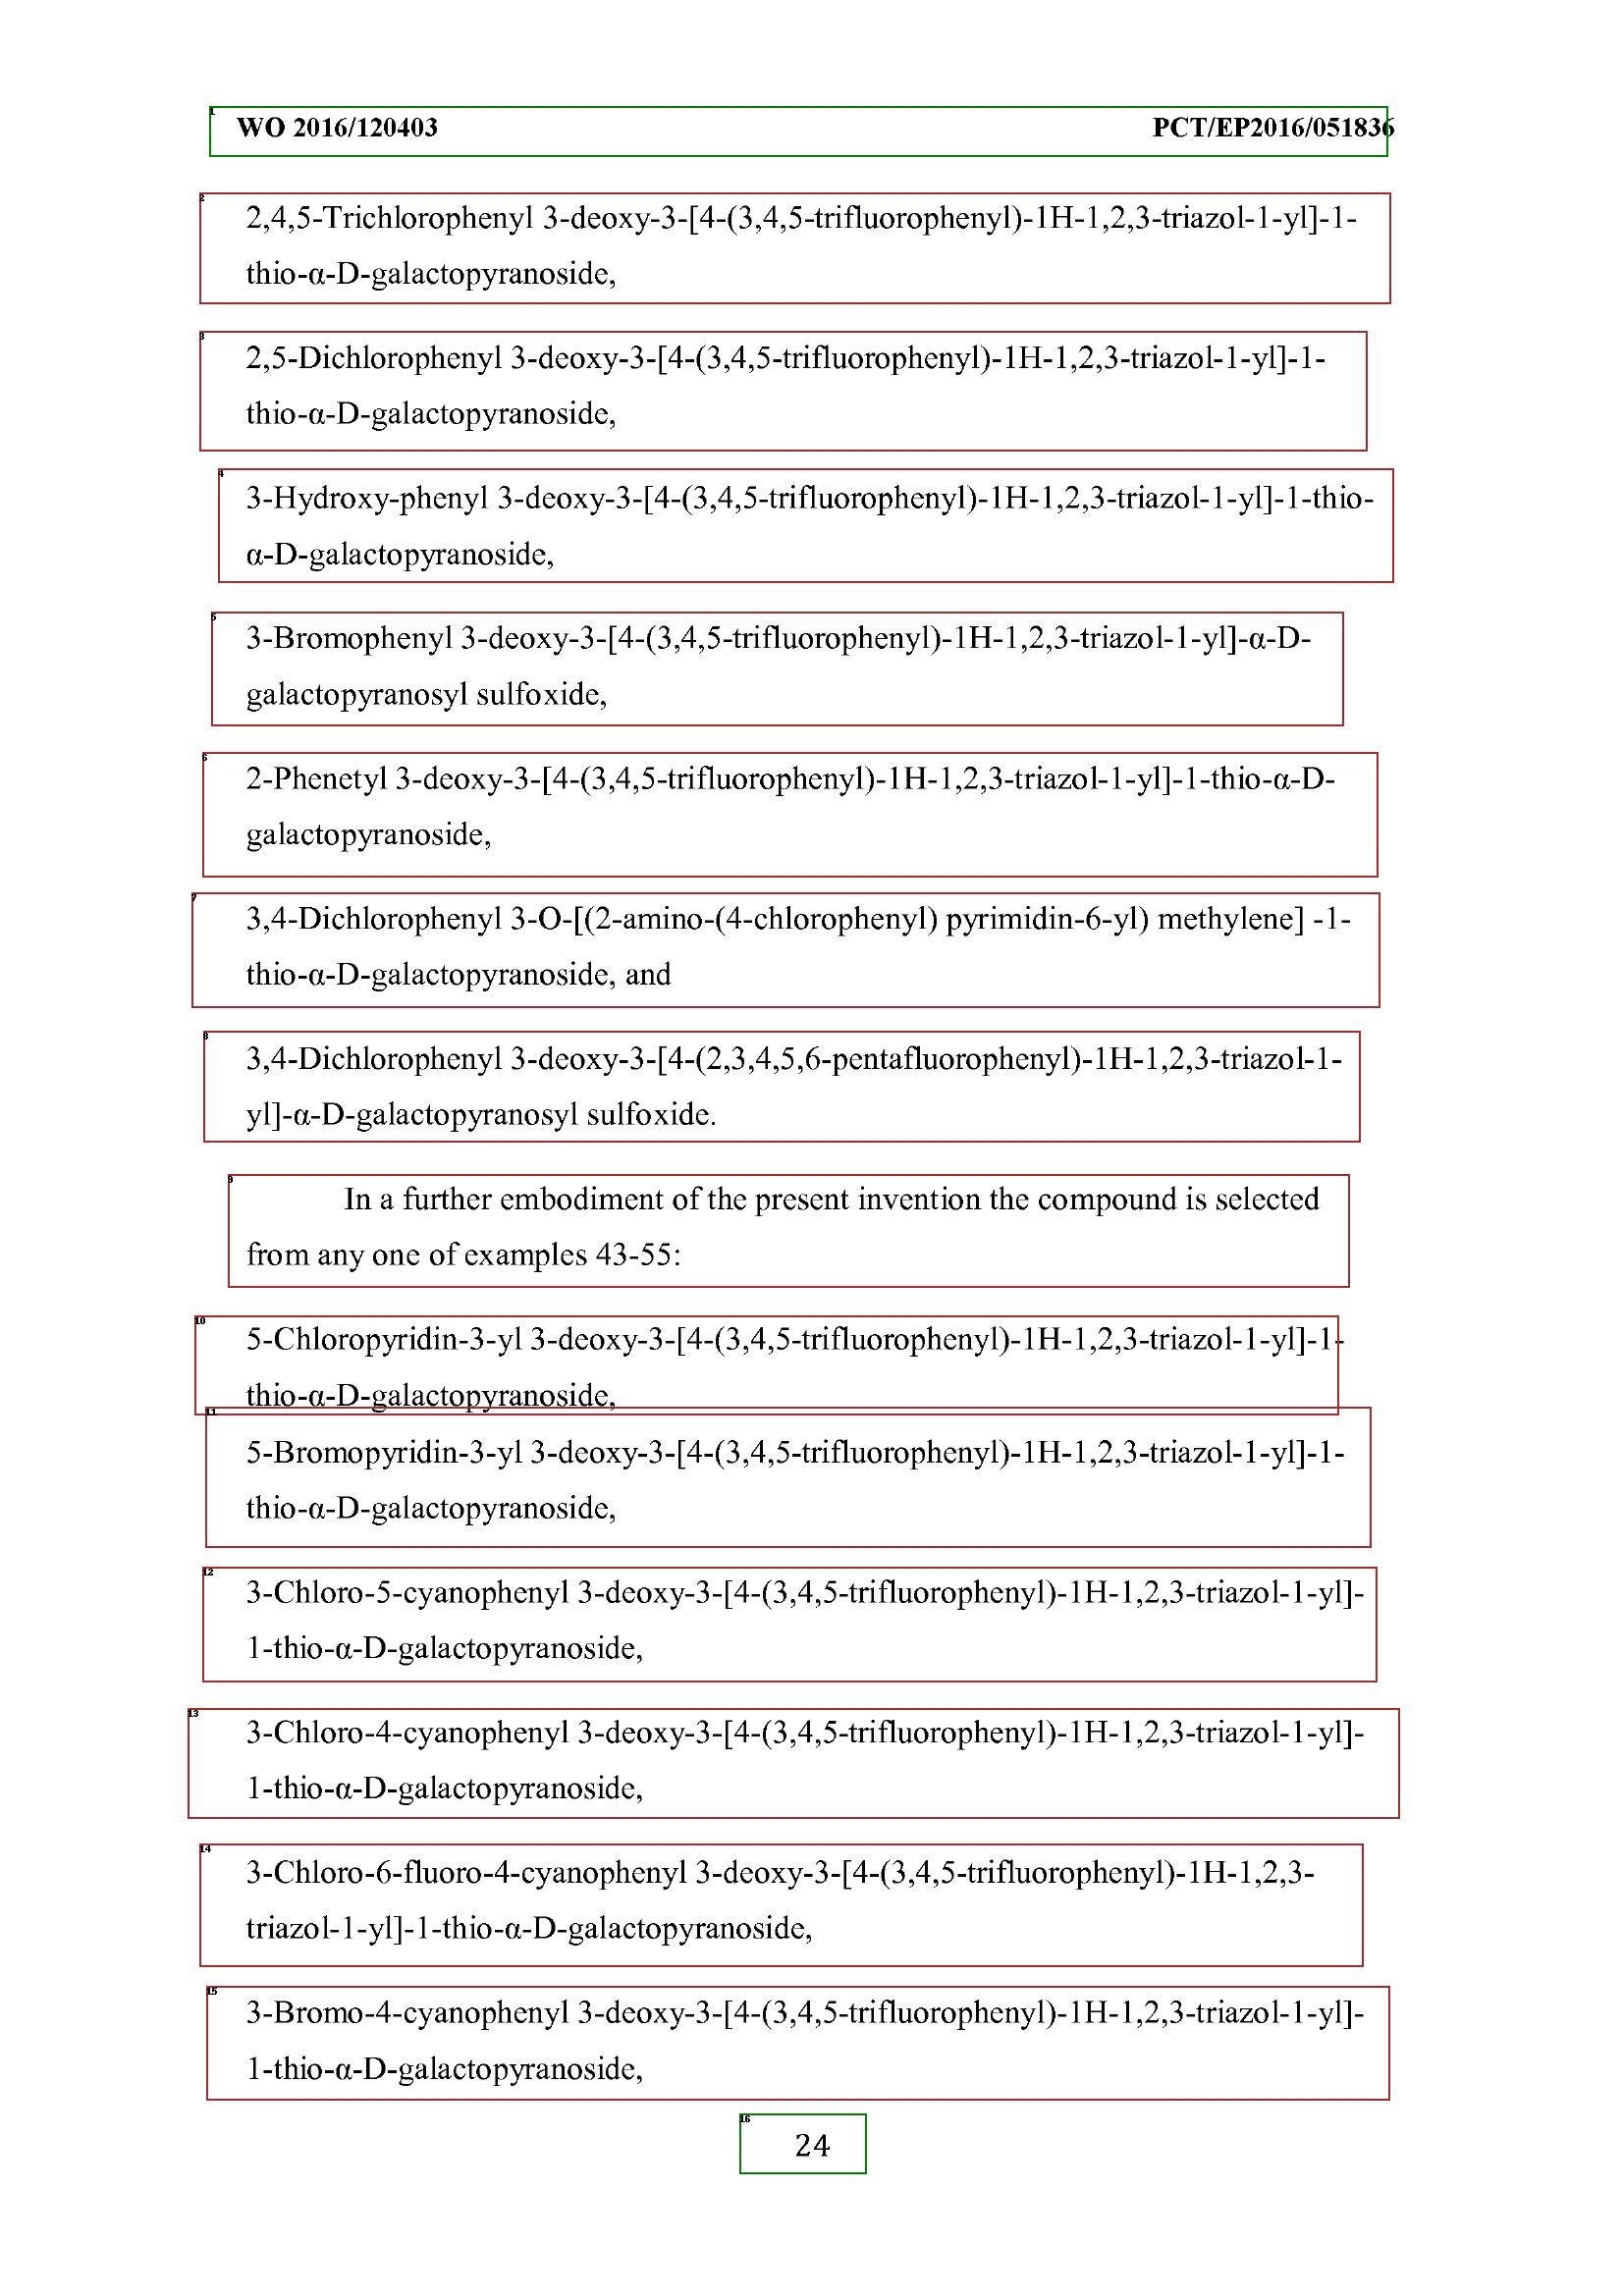 WO 2016/120403 PCT/EP2016/051836
2,4,5-Trichlorophenyl 3-deoxy-3-[4-(3,4,5-trifluorophenyl)-1H-1,2,3-triazol-1-yl]-1-
thio-α-D-galactopyranoside,
2,5-Dichlorophenyl 3-deoxy-3-[4-(3,4,5-trifluorophenyl)-1H-1,2,3-triazol-1-yl]-1-
thio-α-D-galactopyranoside,
3-Hydroxy-phenyl 3-deoxy-3-[4-(3,4,5-trifluorophenyl)-1H-1,2,3-triazol-1-yl]-1-thio-
α-D-galactopyranoside,
3-Bromophenyl 3-deoxy-3-[4-(3,4,5-trifluorophenyl)-1H-1,2,3-triazol-1-yl]-α-D-
galactopyranosyl sulfoxide,
2-Phenetyl 3-deoxy-3-[4-(3,4,5-trifluorophenyl)-1H-1,2,3-triazol-1-yl]-1-thio-α-D-
galactopyranoside,
3,4-Dichlorophenyl 3-O-[(2-amino-(4-chlorophenyl) pyrimidin-6-yl) methylene] -1-
thio-α-D-galactopyranoside, and
3,4-Dichlorophenyl 3-deoxy-3-[4-(2,3,4,5,6-pentafluorophenyl)-1H-1,2,3-triazol-1-
yl]-α-D-galactopyranosyl sulfoxide.
In a further embodiment of the present invention the compound is selected
from any one of examples 43-55:
5-Chloropyridin-3-yl 3-deoxy-3-[4-(3,4,5-trifluorophenyl)-1H-1,2,3-triazol-1-yl]-1-
thio-α-D-galactopyranoside,
5-Bromopyridin-3-yl 3-deoxy-3-[4-(3,4,5-trifluorophenyl)-1H-1,2,3-triazol-1-yl]-1-
thio-α-D-galactopyranoside,
3-Chloro-5-cyanophenyl 3-deoxy-3-[4-(3,4,5-trifluorophenyl)-1H-1,2,3-triazol-1-yl]-
1-thio-α-D-galactopyranoside,
3-Chloro-4-cyanophenyl 3-deoxy-3-[4-(3,4,5-trifluorophenyl)-1H-1,2,3-triazol-1-yl]-
1-thio-α-D-galactopyranoside,
3-Chloro-6-fluoro-4-cyanophenyl 3-deoxy-3-[4-(3,4,5-trifluorophenyl)-1H-1,2,3-
triazol-1-yl]-1-thio-α-D-galactopyranoside,
3-Bromo-4-cyanophenyl 3-deoxy-3-[4-(3,4,5-trifluorophenyl)-1H-1,2,3-triazol-1-yl]-
1-thio-α-D-galactopyranoside,
24